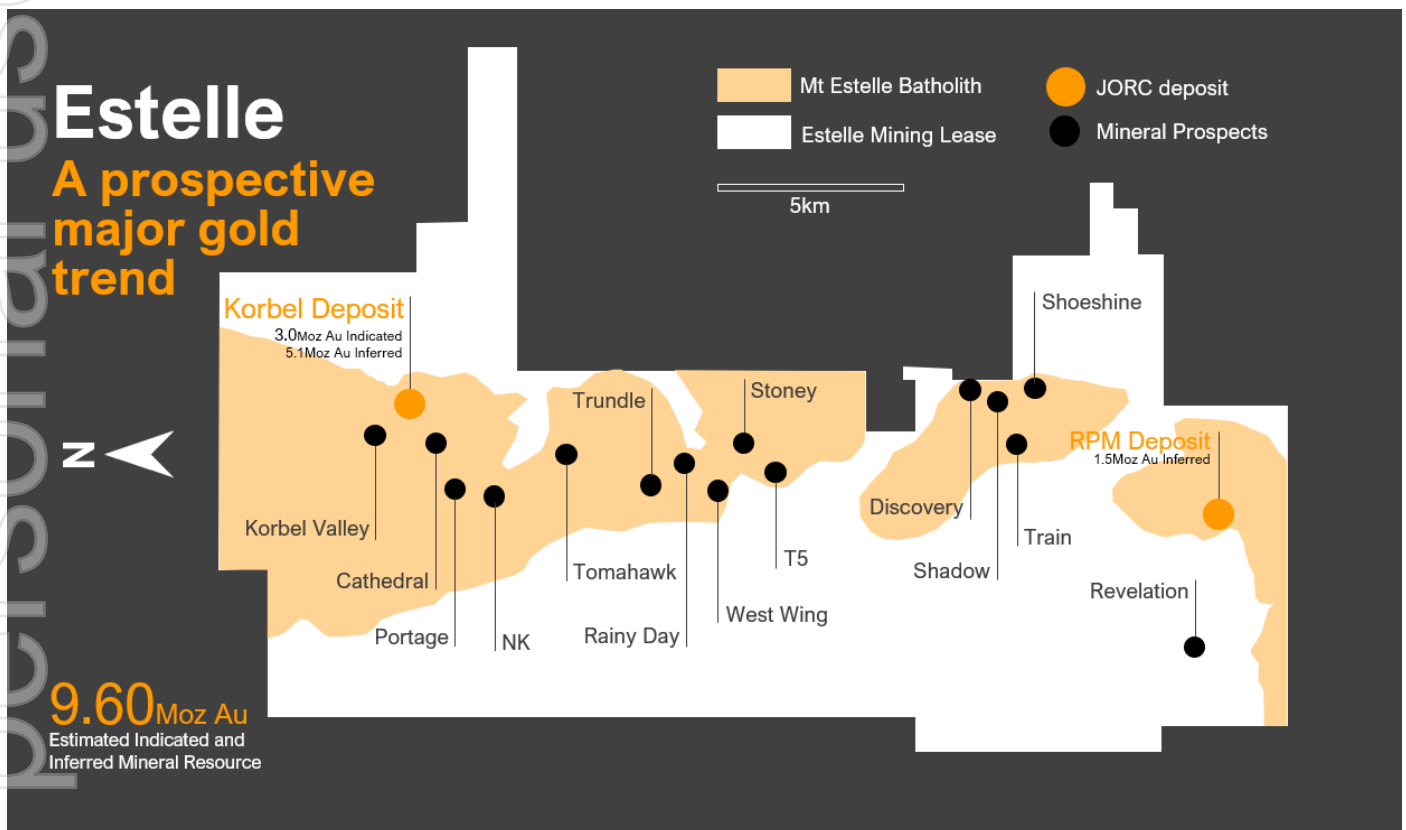 Estelle
A prospective
major gold
trend
Mt Estelle Batholith
Estelle Mining Lease
JORC deposit
Mineral Prospects
5km
Korbel Deposit
3.0Moz Au Indicated
5.1Moz Au Inferred
Shoeshine
Trundle
Stoney
RPM Deposit
1.5Moz Au Inferred
N
Korbel Valley
Discovery
Train
T5
Shadow
Cathedral
Tomahawk
Revelation
West Wing
Portage
NK
Rainy Day
9.60Moz Au
Estimated Indicated and
Inferred Mineral Resource
personal us